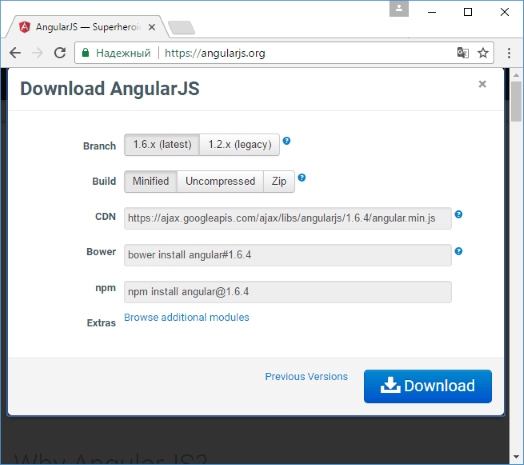 AngularJS — Superheroi
Надежный https://angularjs.org
Download AngularJS ×
Branch 1.6.x (latest) 1.2.x (legacy) ?
Build Minified Uncompressed Zip ?
CDN https://ajax.googleapis.com/ajax/libs/angularjs/1.6.4/angular.min.js ?
Bower bower install angular#1.6.4 ?
npm npm install angular@1.6.4
Extras Browse additional modules
Previous Versions Download
Why AngularJS?